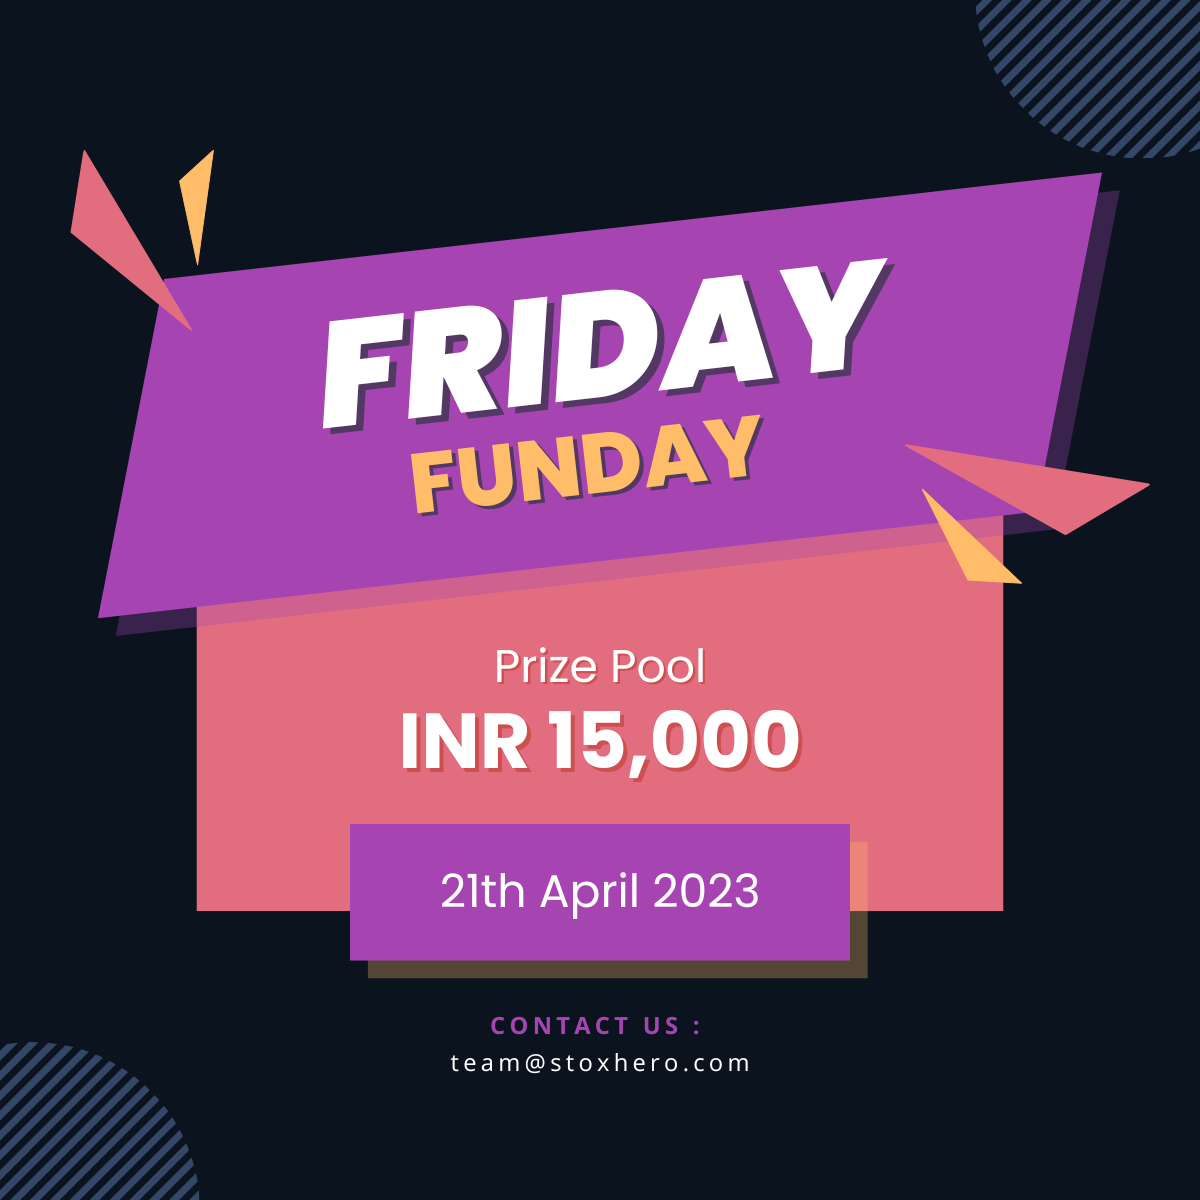 FRIDAY
FUNDAY
Prize Pool
INR 15,000
21th April 2023
CONTACT US :
team@stoxhero.com